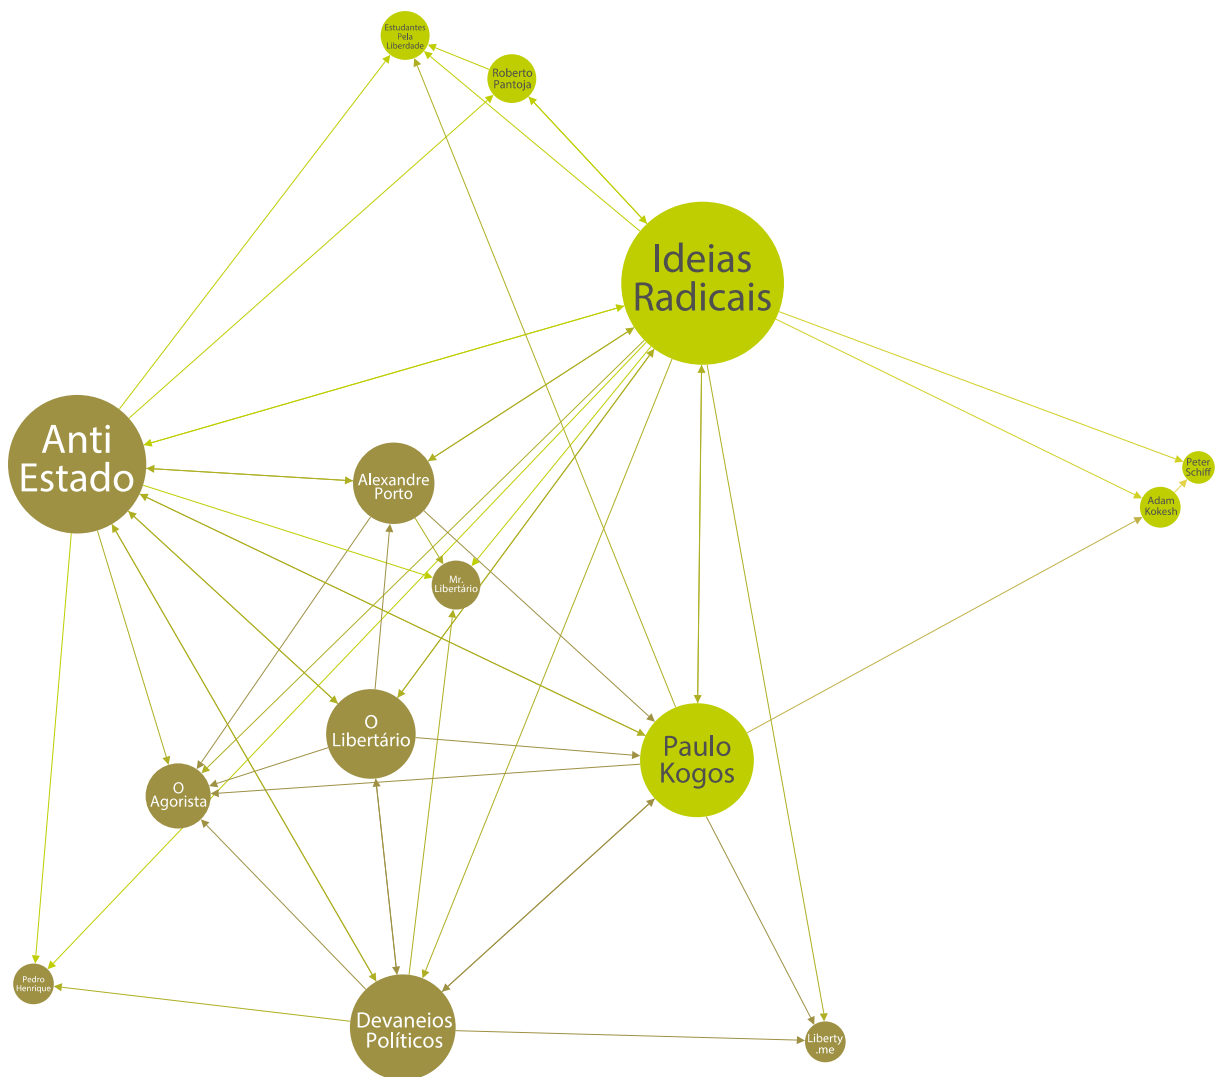 Estudantes
Pela
Liberdade
Roberto
Pantoja
Ideias
Radicais
Anti
Estado
Alexandre
Porto
Peter
Schiff
Adam
Kokesh
Mr.
Libertário
O
Libertário
Paulo
Kogos
O
Agorista
Pedro
Henrique
Devaneios
Políticos
Liberty
.me